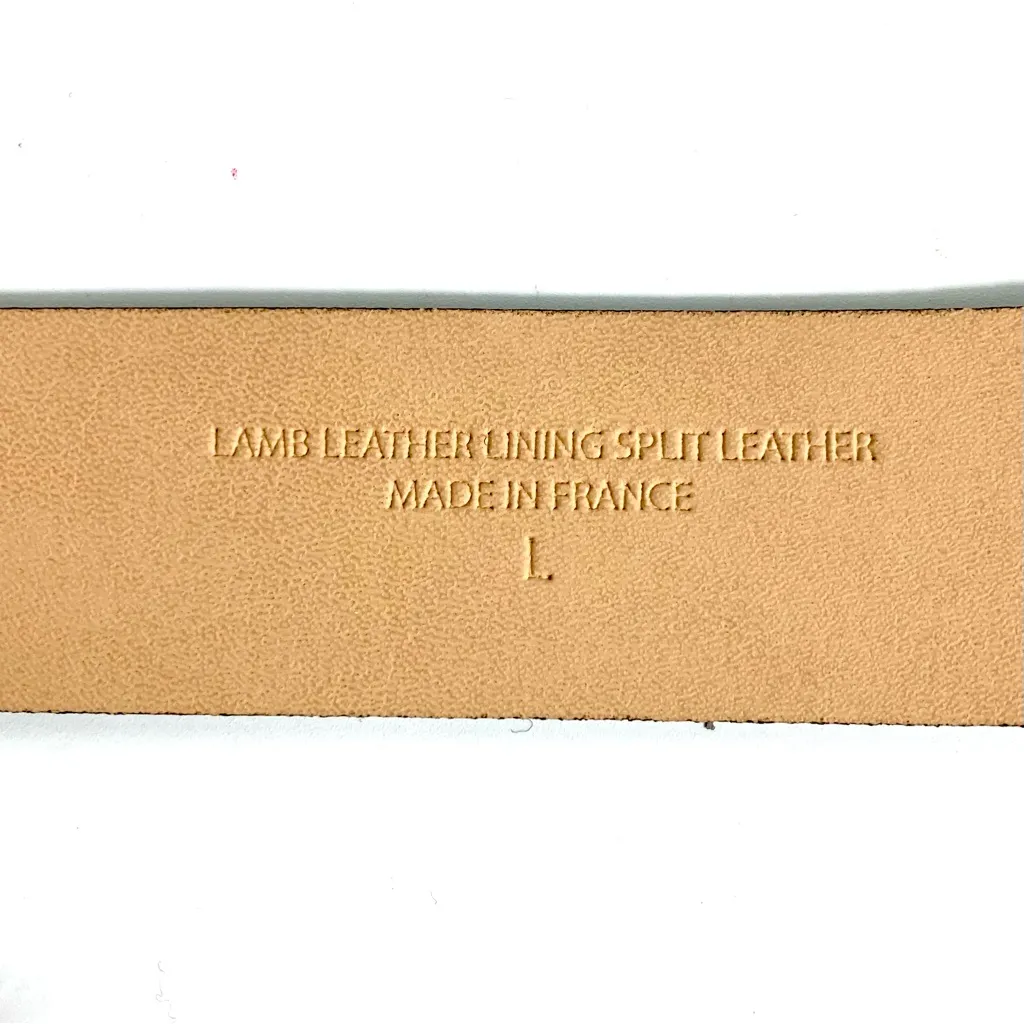 LAMB LEATHER LINING SPLIT LEATHER
MADE IN FRANCE
L